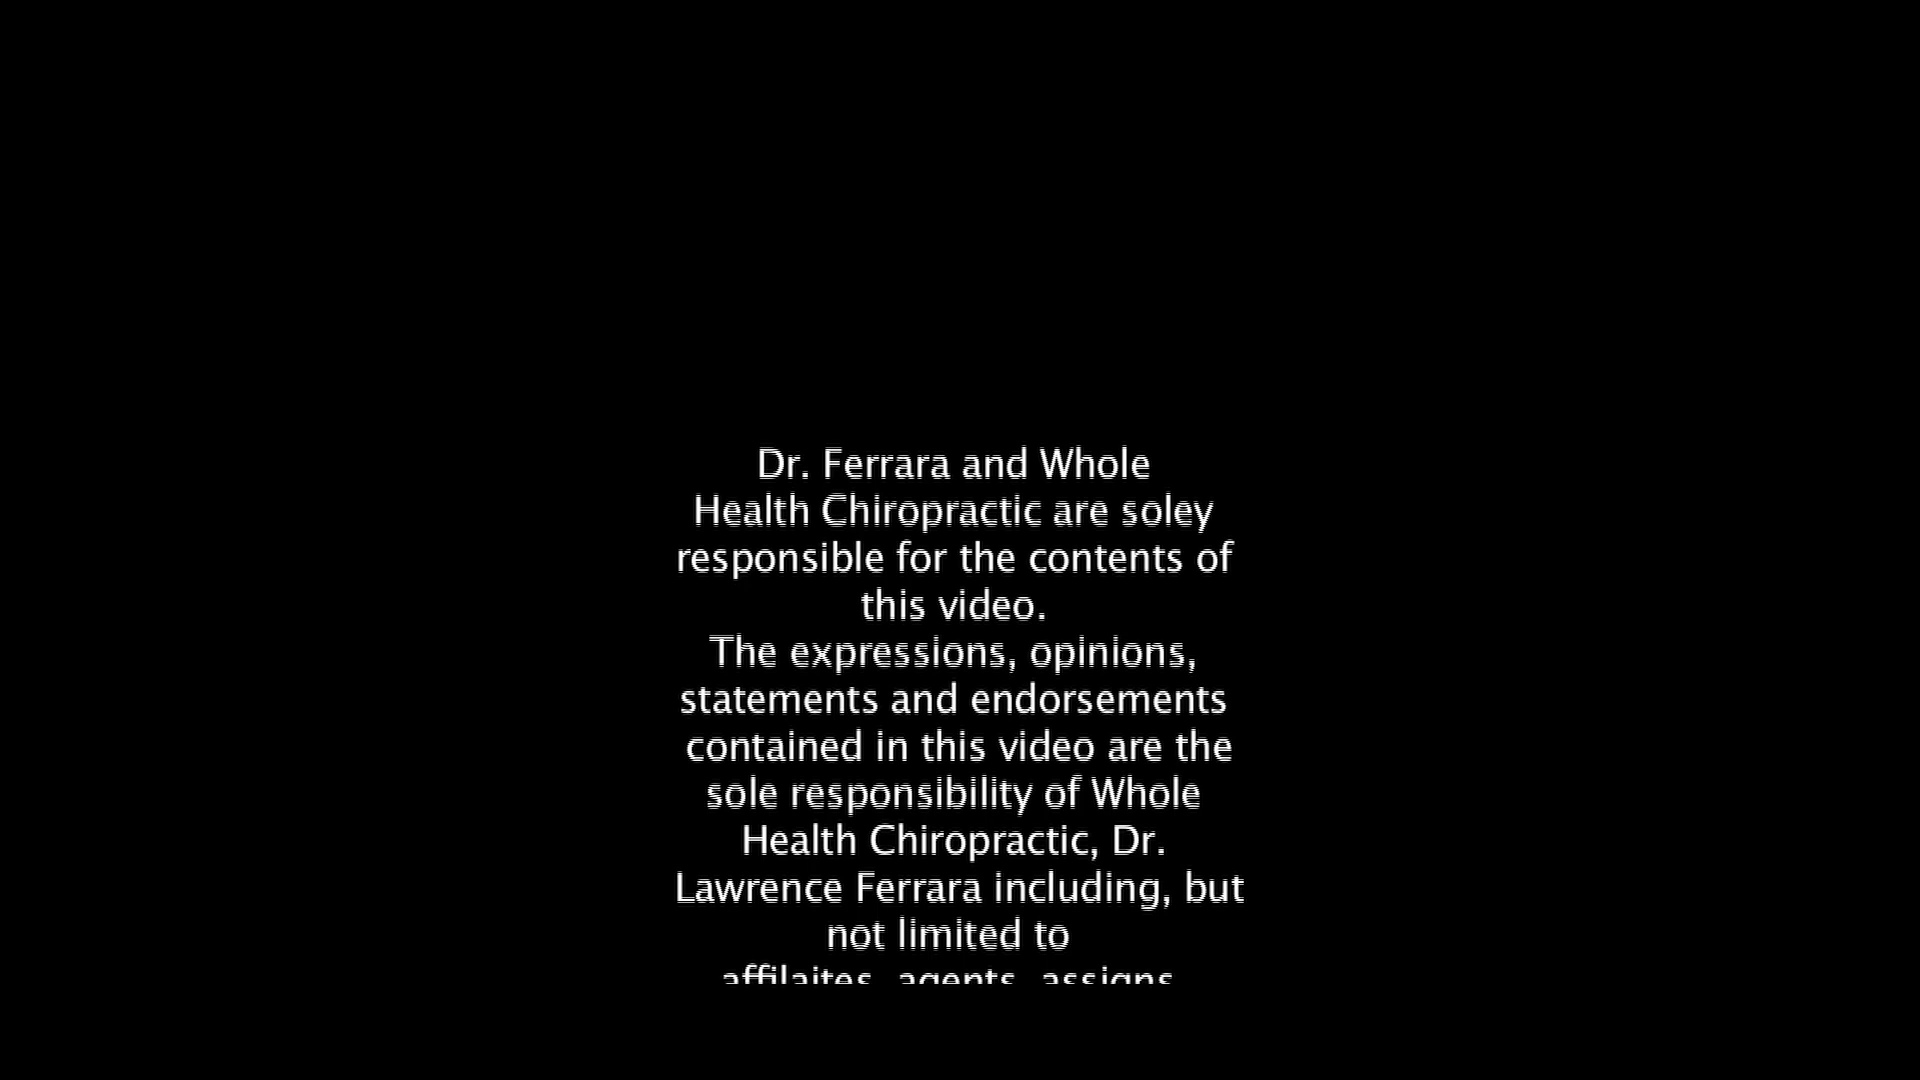 Dr. Ferrara and Whole
Health Chiropractic are soley
responsible for the contents of
this video.
The expressions, opinions,
statements and endorsements
contained in this video are the
sole responsibility of Whole
Health Chiropractic, Dr.
Lawrence Ferrara including, but
not limited to
affilaites, agents, assigns